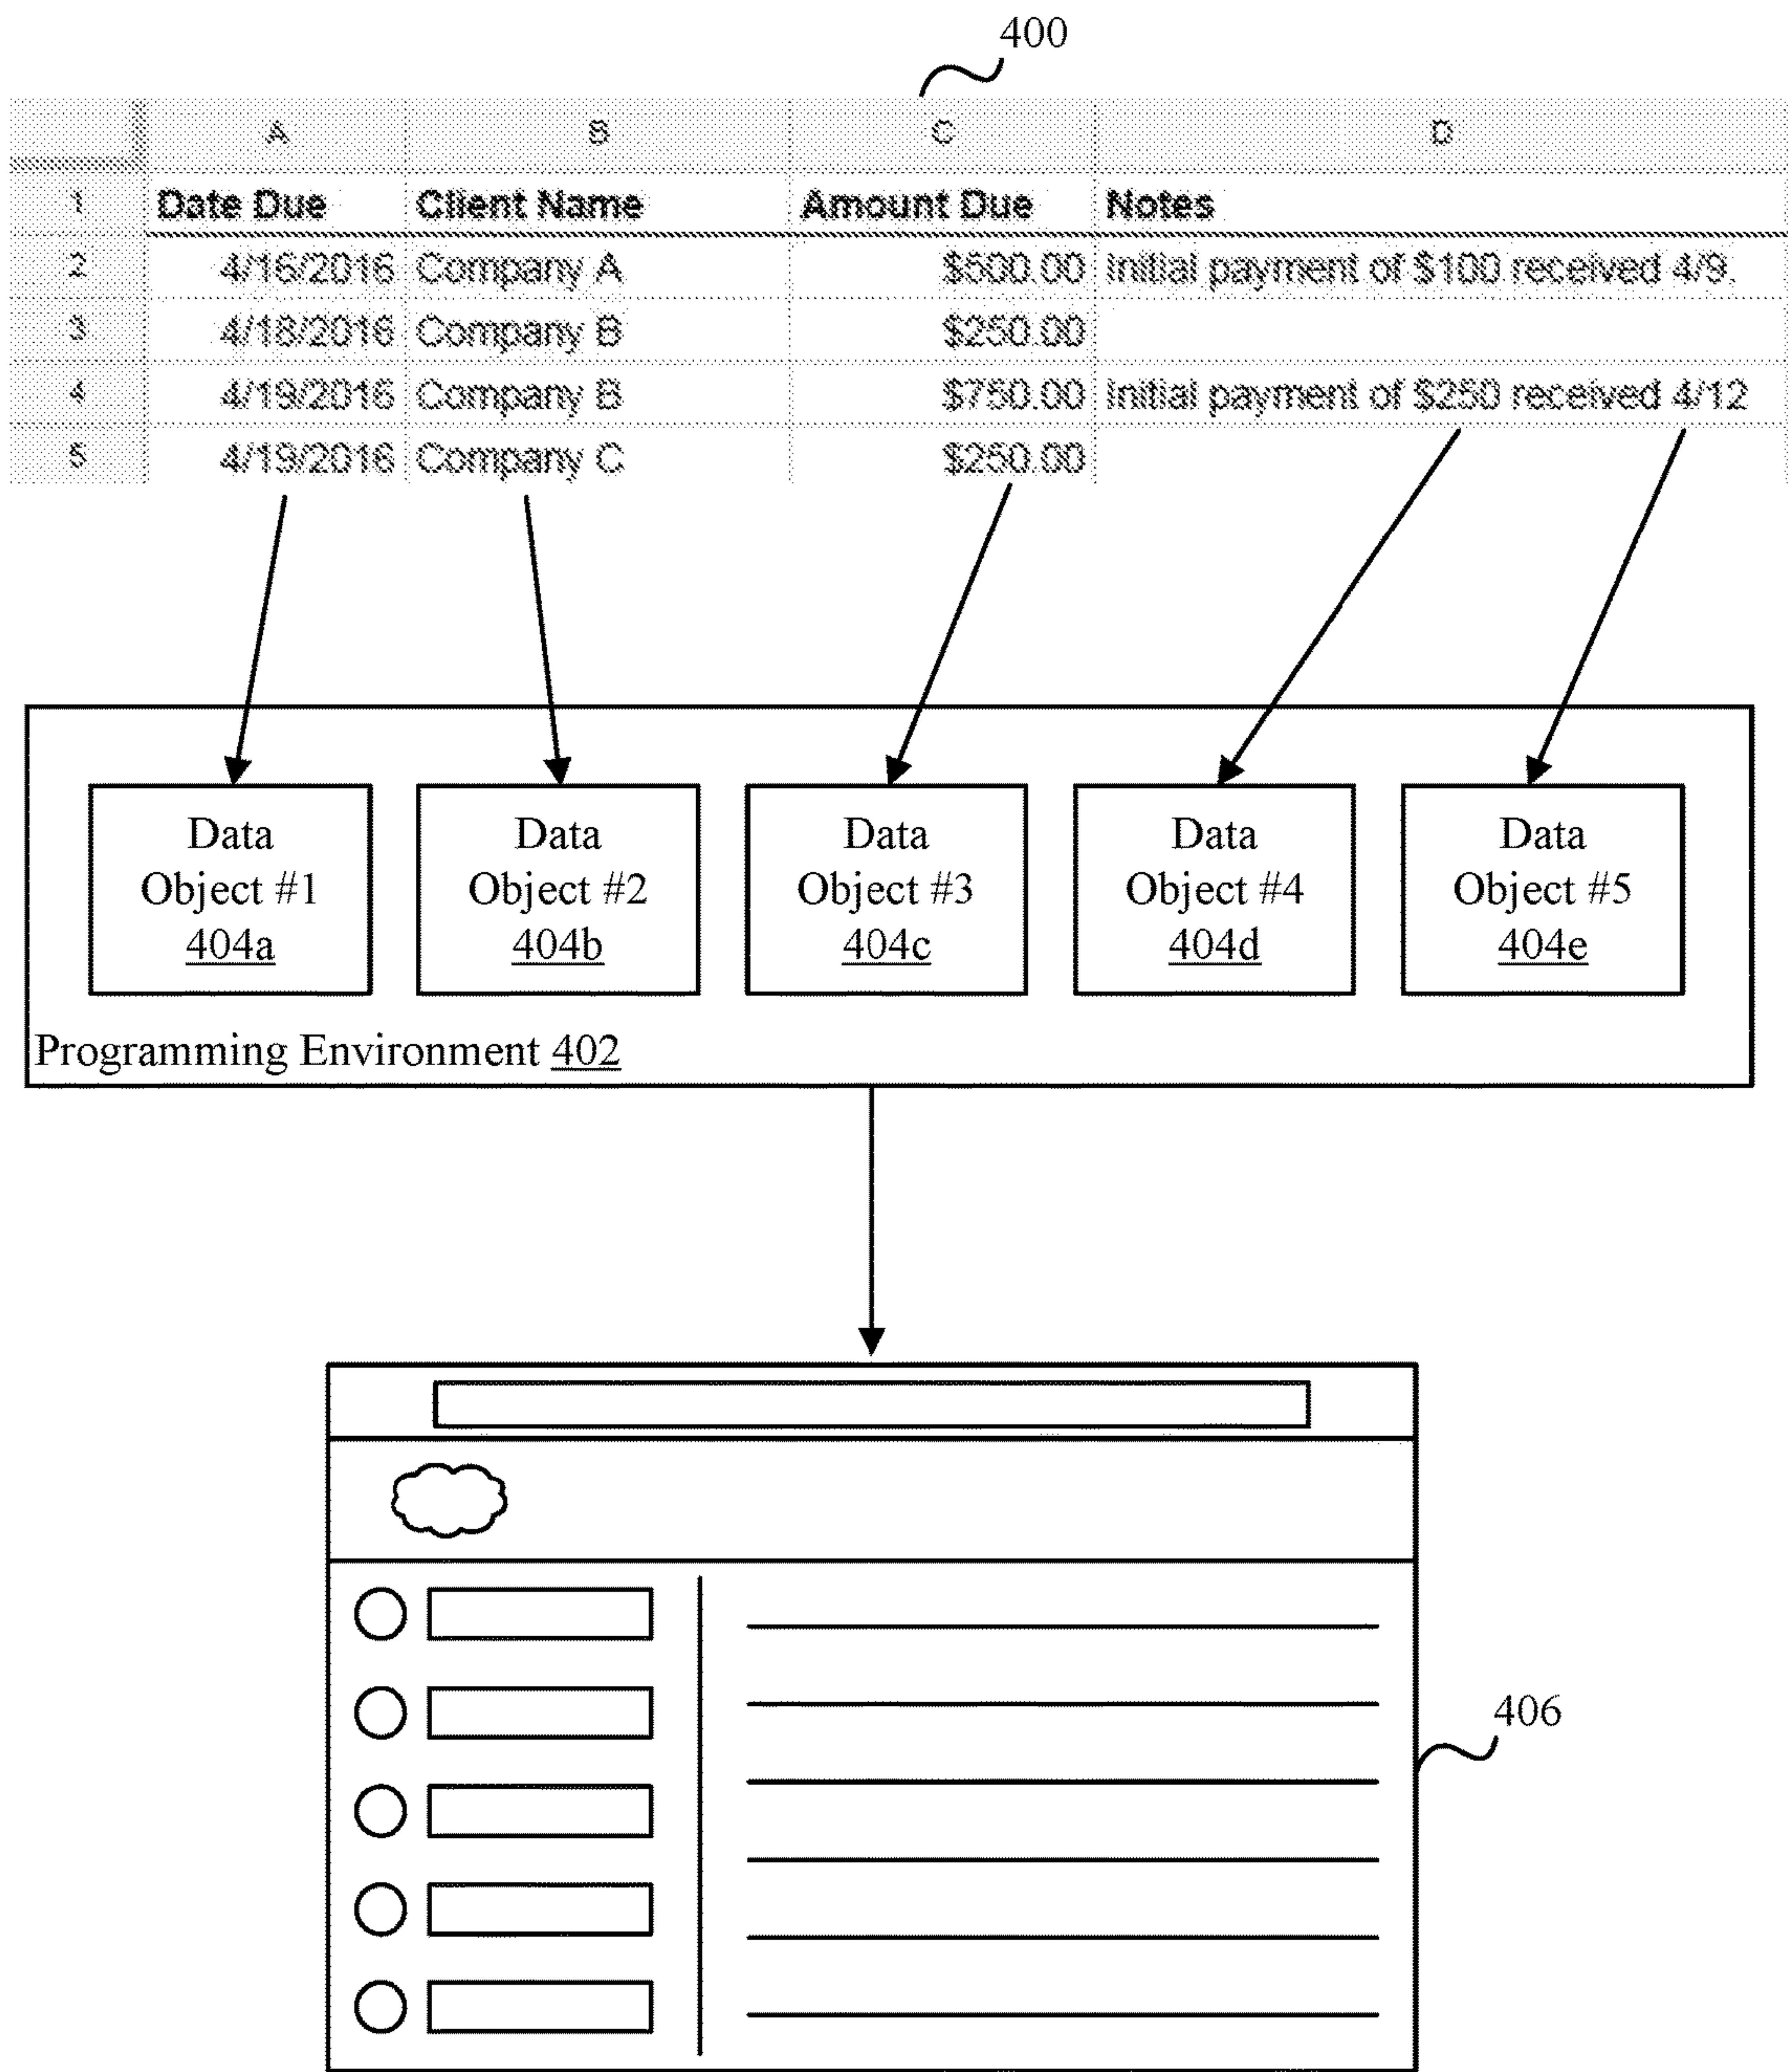 400
A B C D
1 Date Due Client Name Amount Due Notes
2 4/16/2016 Company A $500.00 Initial payment of $100 received 4/9.
3 4/18/2016 Company B $250.00
4 4/19/2016 Company B $750.00 Initial payment of $250 received 4/12
5 4/19/2016 Company C $250.00
Data Data Data Data Data
Object #1 Object #2 Object #3 Object #4 Object #5
404a 404b 404c 404d 404e
Programming Environment 402
406